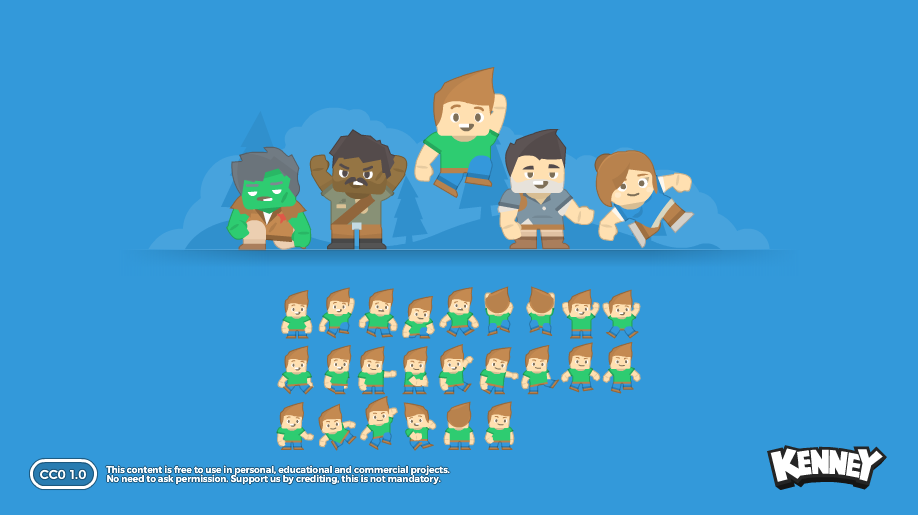 CC0 1.0
This content is free to use in personal, educational and commercial projects.
No need to ask permission. Support us by crediting, this is not mandatory.
KENNEY